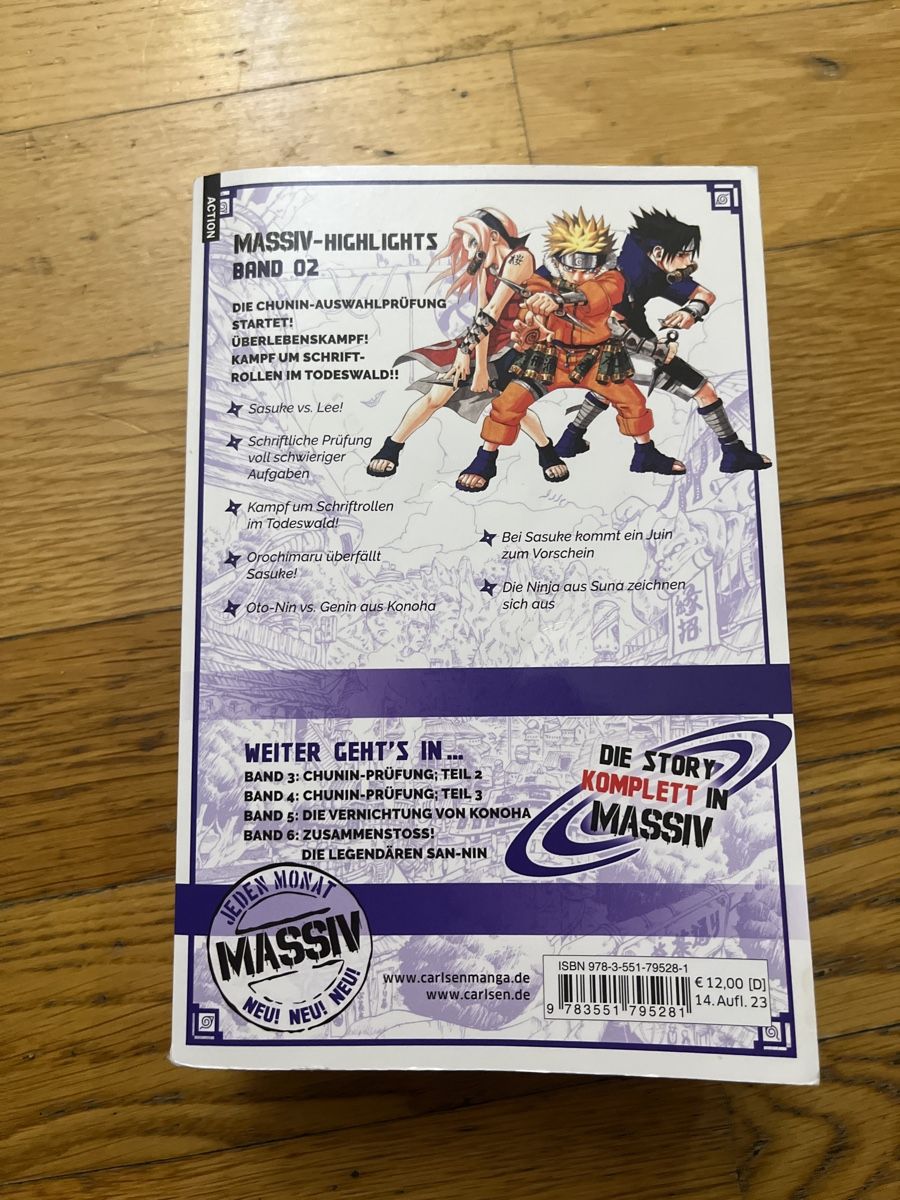 ACTION
MASSIV-HIGHLIGHTS
BAND 02
DIE CHUNIN-AUSWAHLPRÜFUNG
STARTET!
ÜBERLEBENSKAMPF!
KAMPF UM SCHRIFT-
ROLLEN IM TODESWALD!!
Sasuke vs. Lee!
Schriftliche Prüfung
voll schwieriger
Aufgaben
Kampf um Schriftrollen
im Todeswald!
Orochimaru überfällt
Sasuke!
Oto-Nin vs. Genin aus Konoha
Bei Sasuke kommt ein Juin
zum Vorschein
Die Ninja aus Suna zeichnen
sich aus
WEITER GEHT'S IN ...
BAND 3: CHUNIN-PRÜFUNG; TEIL 2
BAND 4: CHUNIN-PRÜFUNG; TEIL 3
BAND 5: DIE VERNICHTUNG VON KONOHA
BAND 6: ZUSAMMENSTOSS!
DIE LEGENDÄREN SAN-NIN
DIE STORY
KOMPLETT IN
MASSIV
JEDEN MONAT
MASSIV
NEU! NEU! NEU!
www.carlsenmanga.de
www.carlsen.de
ISBN 978-3-551-79528-1
9 783551 795281
€ 12,00 [D]
14. Aufl. 23